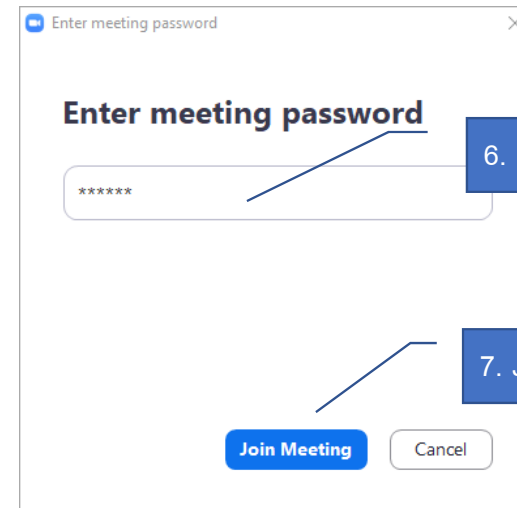 Enter meeting password
Enter meeting password
6.
******
7. J
Join Meeting
Cancel